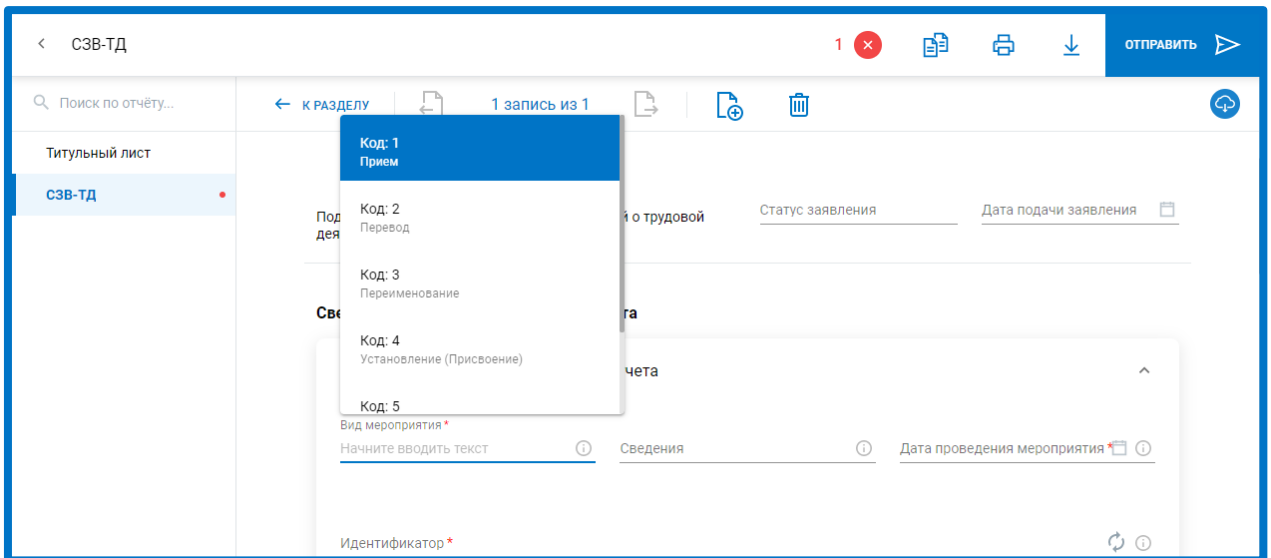 СЗВ-ТД
1
ОТПРАВИТЬ
Поиск по отчёту...
К РАЗДЕЛУ
1 запись из 1
Титульный лист
СЗВ-ТД
Код: 1
Прием
Код: 2
Перевод
Код: 3
Переименование
Код: 4
Установление (Присвоение)
Код: 5
о трудовой
Статус заявления
Дата подачи заявления
Вид мероприятия *
Начните вводить текст
Сведения
Дата проведения мероприятия *
Идентификатор *